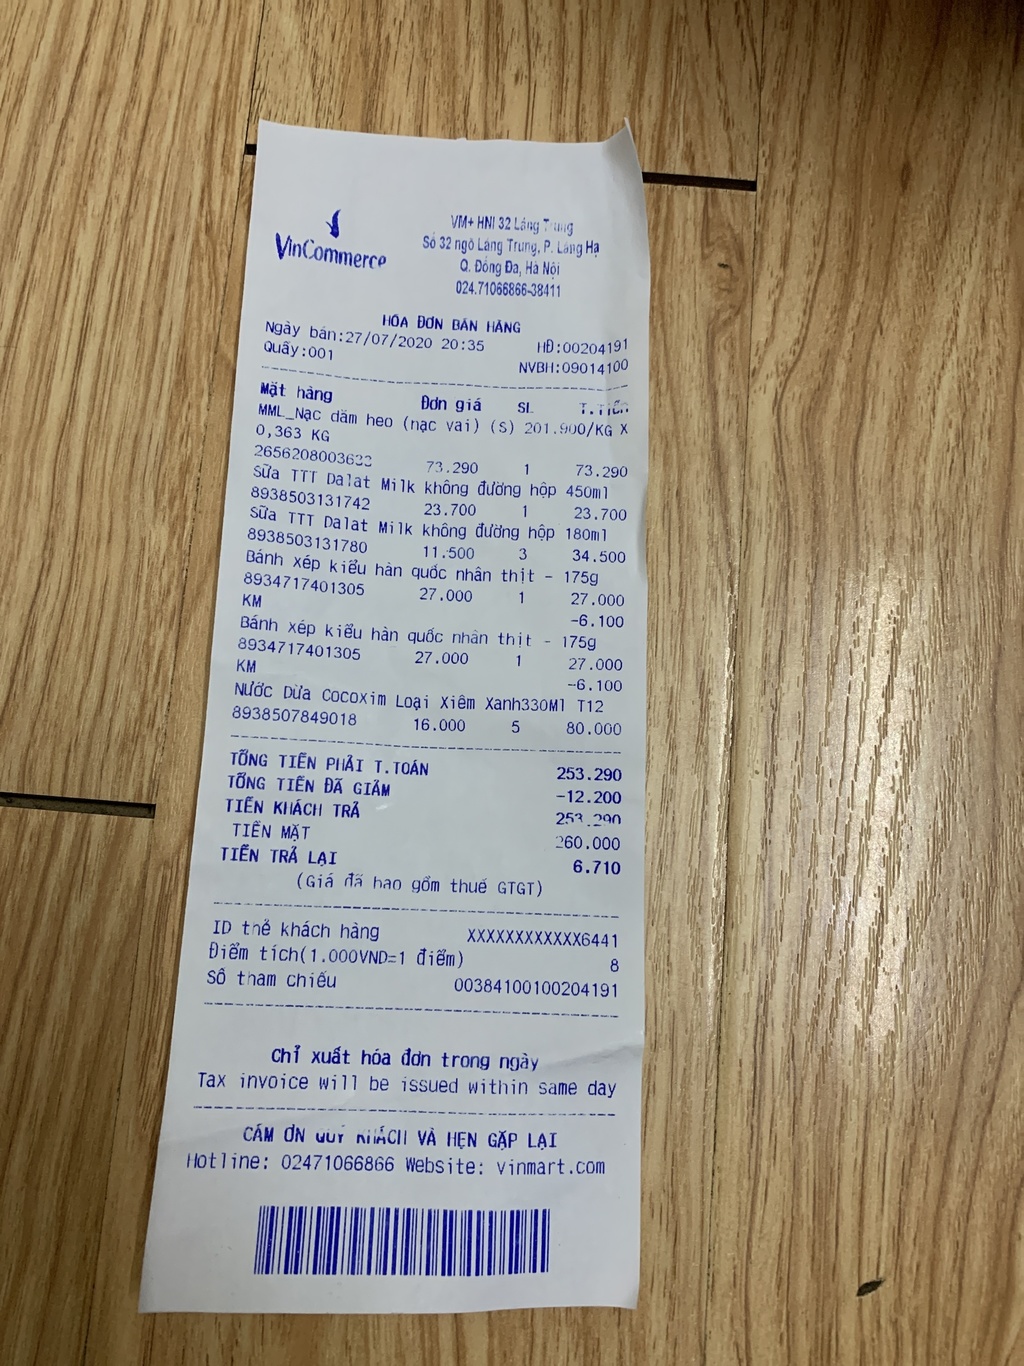 VinCommerce
VM+ HNI 32 Láng Trung
Số 32 ngõ Láng Trung, P. Láng Hạ
Q. Đống Đa, Hà Nội
024.71066866-38411
HÓA ĐƠN BÁN HÀNG
Ngày bán:27/07/2020 20:35 HĐ:00204191
Quầy:001 NVBH:09014100
Mặt hàng Đơn giá SL T.TIỀN
MML_Nạc dăm heo (nạc vai) (S) 201.900/KG X
0,363 KG
73.290 1 73.290
Sữa TTT Dalat Milk không đường hộp 450ml
8938503131742 23.700 1 23.700
Sữa TTT Dalat Milk không đường hộp 180ml
8938503131780 11.500 3 34.500
Bánh xép kiểu hàn quốc nhân thịt - 175g
8934717401305 27.000 1 27.000
KM -6.100
Bánh xép kiểu hàn quốc nhân thịt - 175g
8934717401305 27.000 1 27.000
KM -6.100
Nước Dừa Cocoxim Loại Xiêm Xanh330Ml T12
8938507849018 16.000 5 80.000
TỔNG TIỀN PHẢI T.TOÁN 253.290
TỔNG TIỀN ĐÃ GIẢM -12.200
TIỀN KHÁCH TRẢ 253.290
TIỀN MẶT 260.000
TIỀN TRẢ LẠI 6.710
(Giá đã bao gồm thuế GTGT)
ID thẻ khách hàng XXXXXXXXXXXX6441
Điểm tích(1.000VND=1 điểm) 8
Số tham chiếu 00384100100204191
Chỉ xuất hóa đơn trong ngày
Tax invoice will be issued within same day
CẢM ƠN QUÝ KHÁCH VÀ HẸN GẶP LẠI
Hotline: 02471066866 Website: vinmart.com